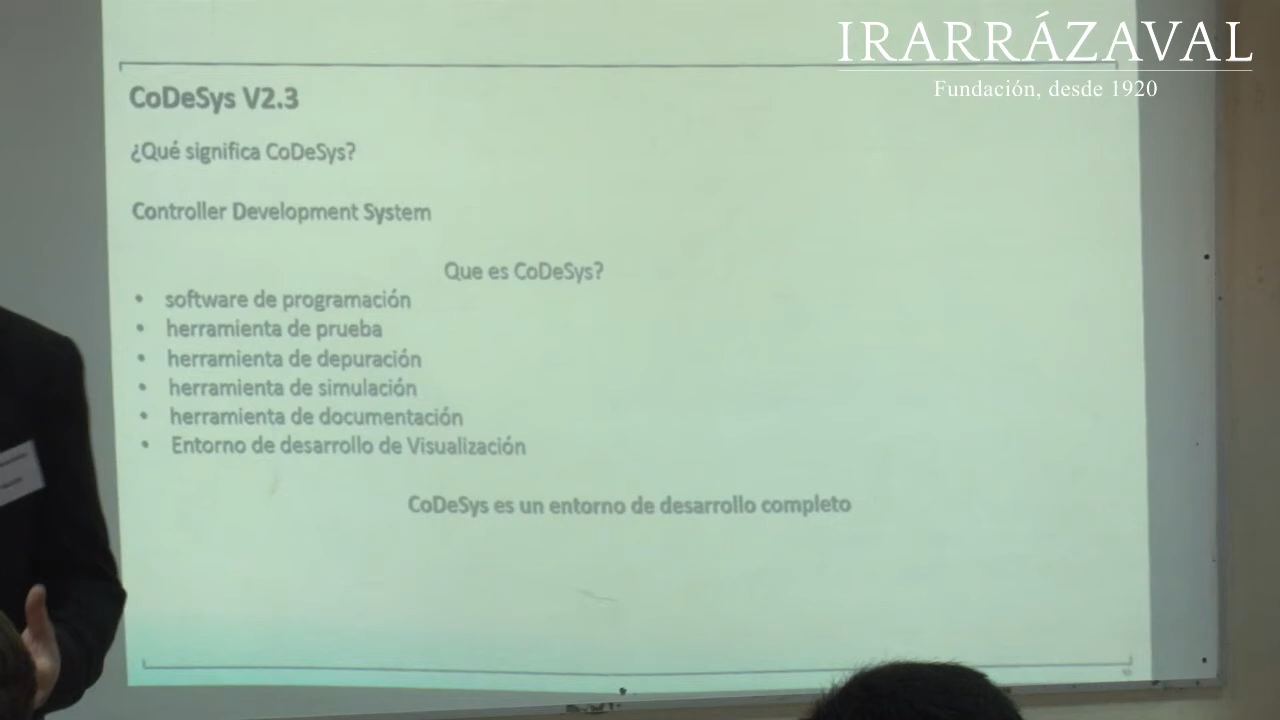 IRARRÁZAVAL
Fundación, desde 1920
CoDeSys V2.3
¿Qué significa CoDeSys?
Controller Development System
Que es CoDeSys?
• software de programación
• herramienta de prueba
• herramienta de depuración
• herramienta de simulación
• herramienta de documentación
• Entorno de desarrollo de Visualización
CoDeSys es un entorno de desarrollo completo